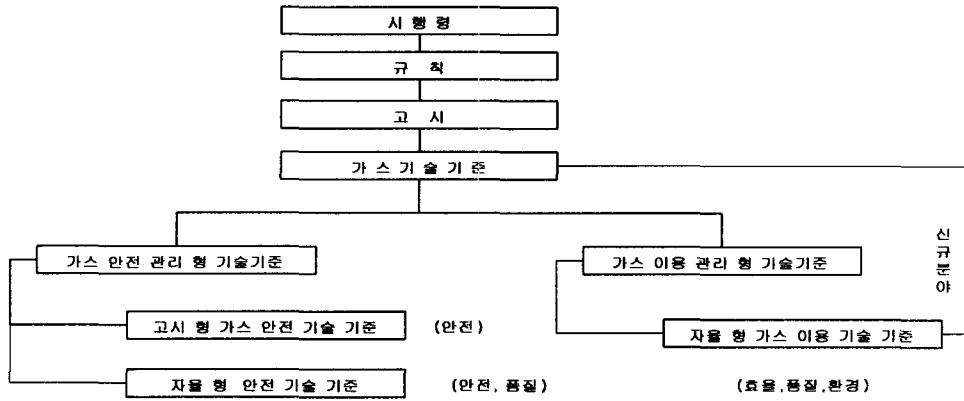 시 행 령
규 칙
고 시
가 스 기 술 기 준
신
규
분
야
가스 안전 관리 형 기술기준
가스 이용 관리 형 기술기준
고시 형 가스 안전 기술 기준
(안전)
자율 형 가스 이용 기술 기준
자율 형 안전 기술 기준
(안전, 품질)
(효율,품질,환경)